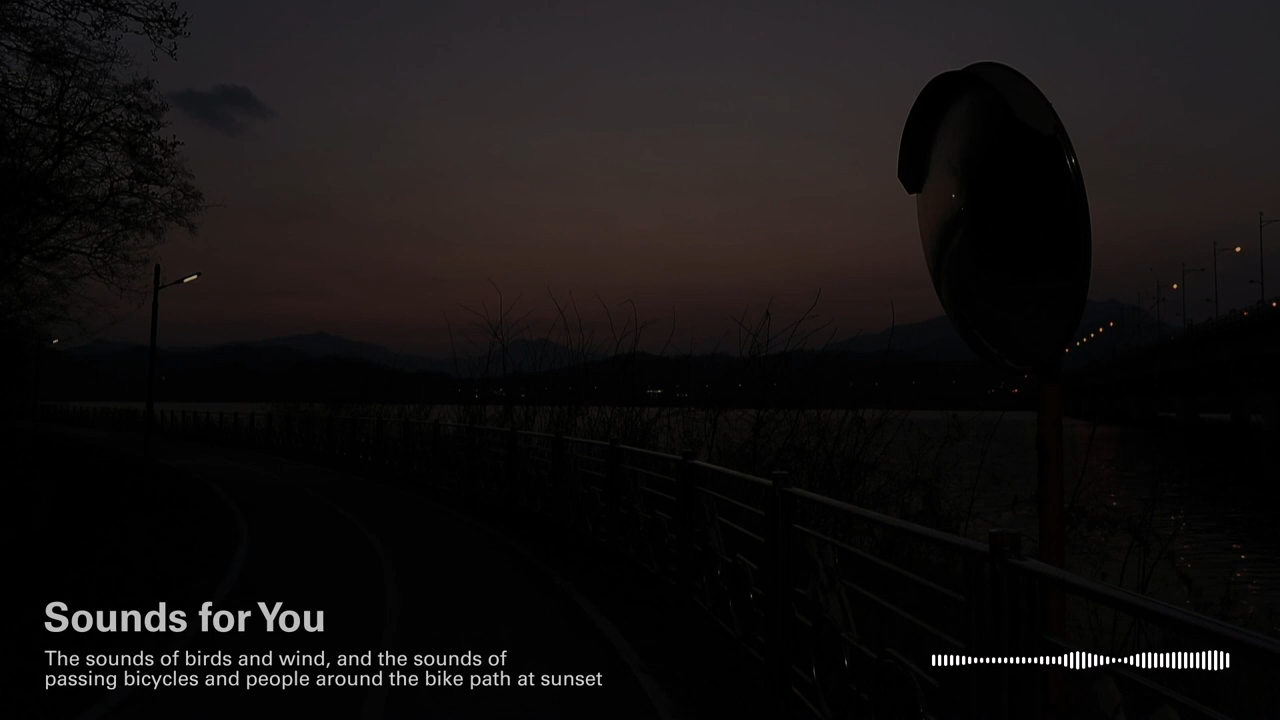 Sounds for You
The sounds of birds and wind, and the sounds of
passing bicycles and people around the bike path at sunset